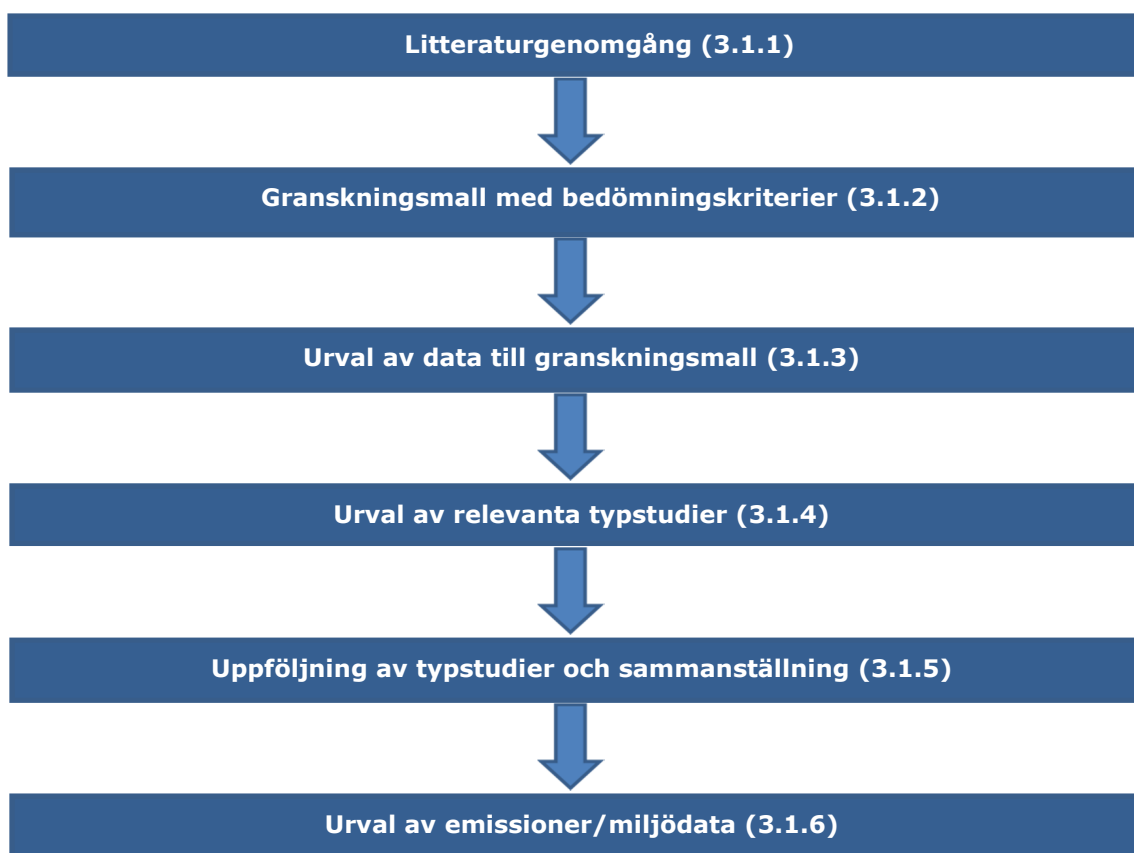 Litteraturgenomgång (3.1.1)
Granskningsmall med bedömningskriterier (3.1.2)
Urval av data till granskningsmall (3.1.3)
Urval av relevanta typstudier (3.1.4)
Uppföljning av typstudier och sammanställning (3.1.5)
Urval av emissioner/miljödata (3.1.6)